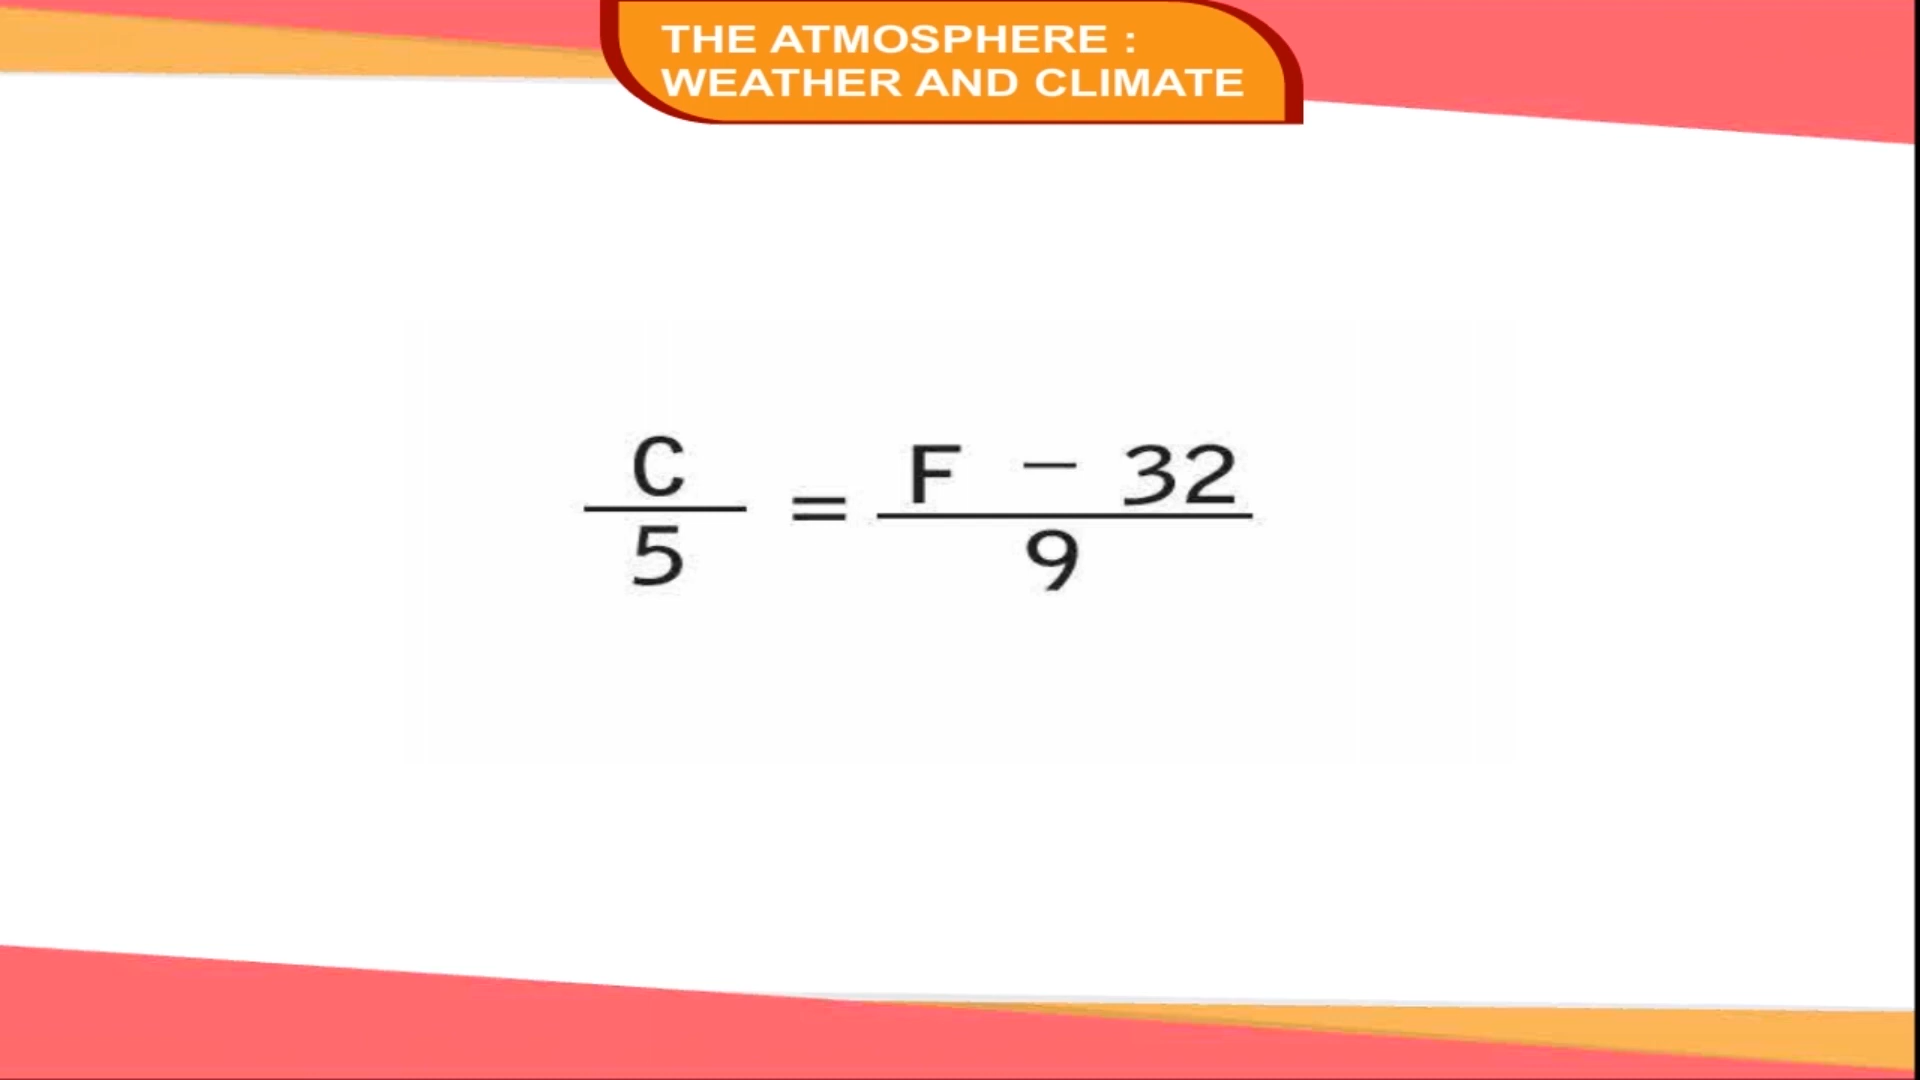 THE ATMOSPHERE :
WEATHER AND CLIMATE
C/5 = F − 32/9